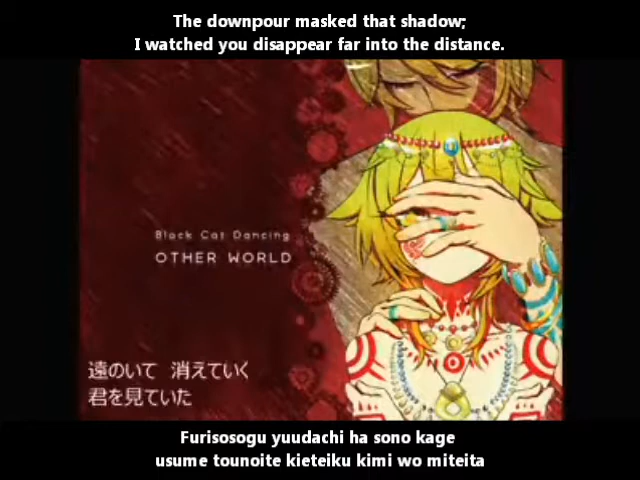 The downpour masked that shadow;
I watched you disappear far into the distance.
Black Cat Dancing
OTHER WORLD
遠のいて 消えていく
君を見ていた
Furisosogu yuudachi ha sono kage
usume tounoite kieteiku kimi wo miteita